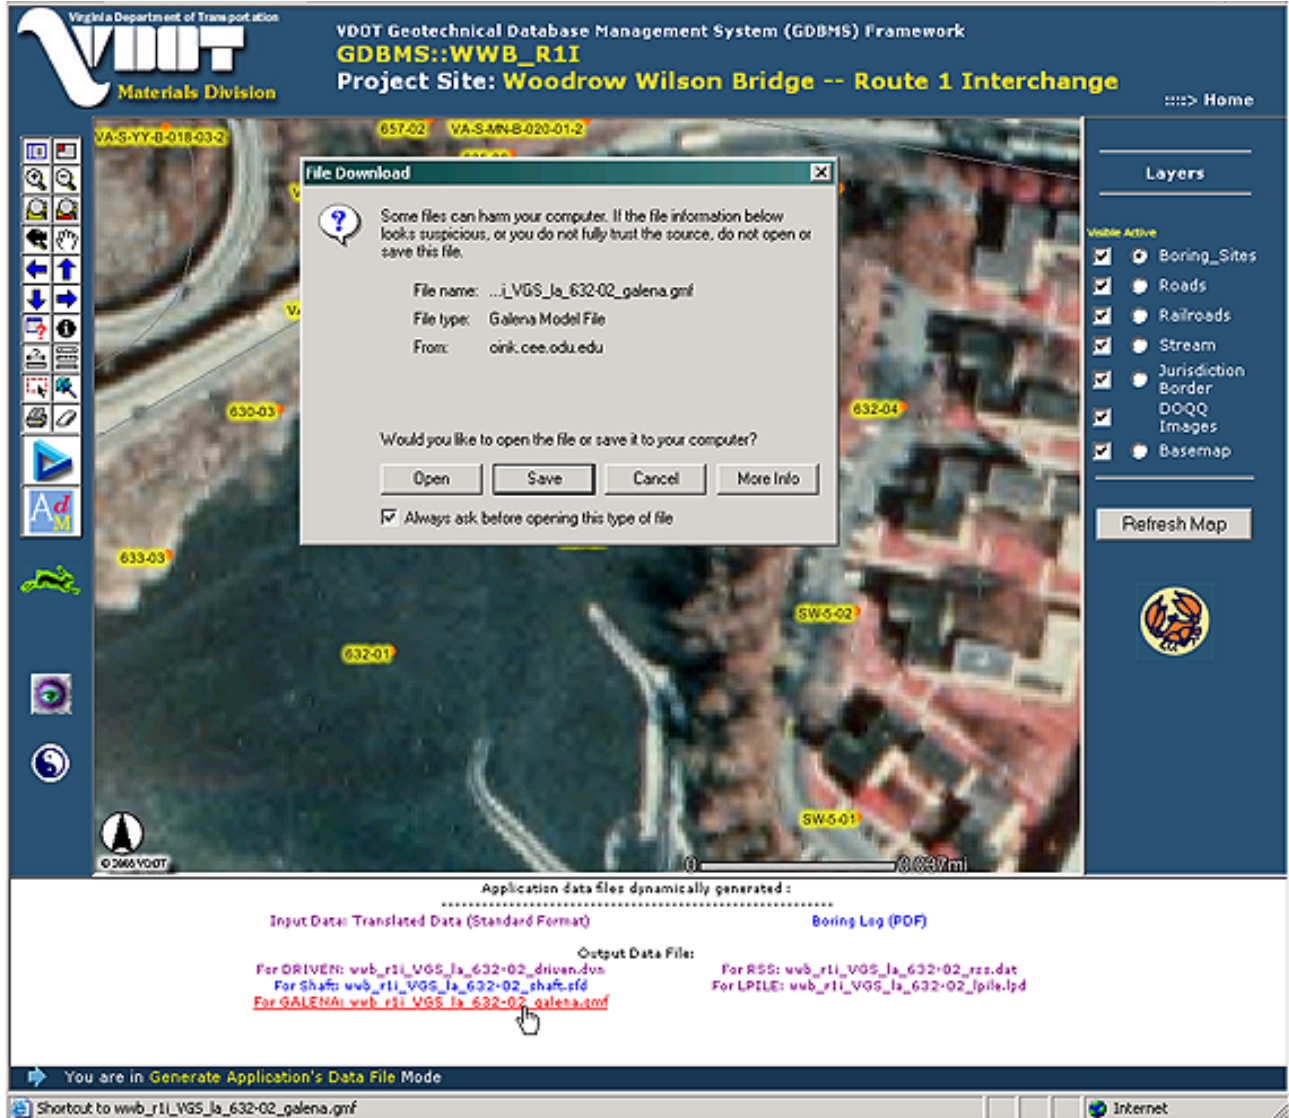 Virginia Department of Transportation
VDOT
Materials Division
VDOT Geotechnical Database Management System (GDBMS) Framework
GDBMS::WWB_R1I
Project Site: Woodrow Wilson Bridge -- Route 1 Interchange
::::> Home
VA-S-YY-B-018-03-2
657-02
VA-S-MN-B-020-01-2
File Download
Some files can harm your computer. If the file information below
looks suspicious, or you do not fully trust the source, do not open or
save this file.
File name: ...i_VGS_la_632-02_galena.gmf
File type: Galena Model File
From: oink.cee.odu.edu
Would you like to open the file or save it to your computer?
Open
Save
Cancel
More Info
Always ask before opening this type of file
630-03
632-04
633-03
SW-5-02
632-01
SW-5-01
AdM
Layers
Visible Active
Boring_Sites
Roads
Railroads
Stream
Jurisdiction
Border
DOQQ
Images
Basemap
Refresh Map
0
0.037mi
Application data files dynamically generated :
Input Data: Translated Data (Standard Format)
Boring Log (PDF)
Output Data File:
For DRIVEN: wwb_r1i_VGS_la_632-02_driven.dvn
For RSS: wwb_r1i_VGS_la_632-02_rss.dat
For Shaft: wwb_r1i_VGS_la_632-02_shaft.sfd
For LPILE: wwb_r1i_VGS_la_632-02_lpile.lpd
For GALENA: wwb_r1i_VGS_la_632-02_galena.gmf
You are in Generate Application's Data File Mode
Shortcut to wwb_r1i_VGS_la_632-02_galena.gmf
Internet